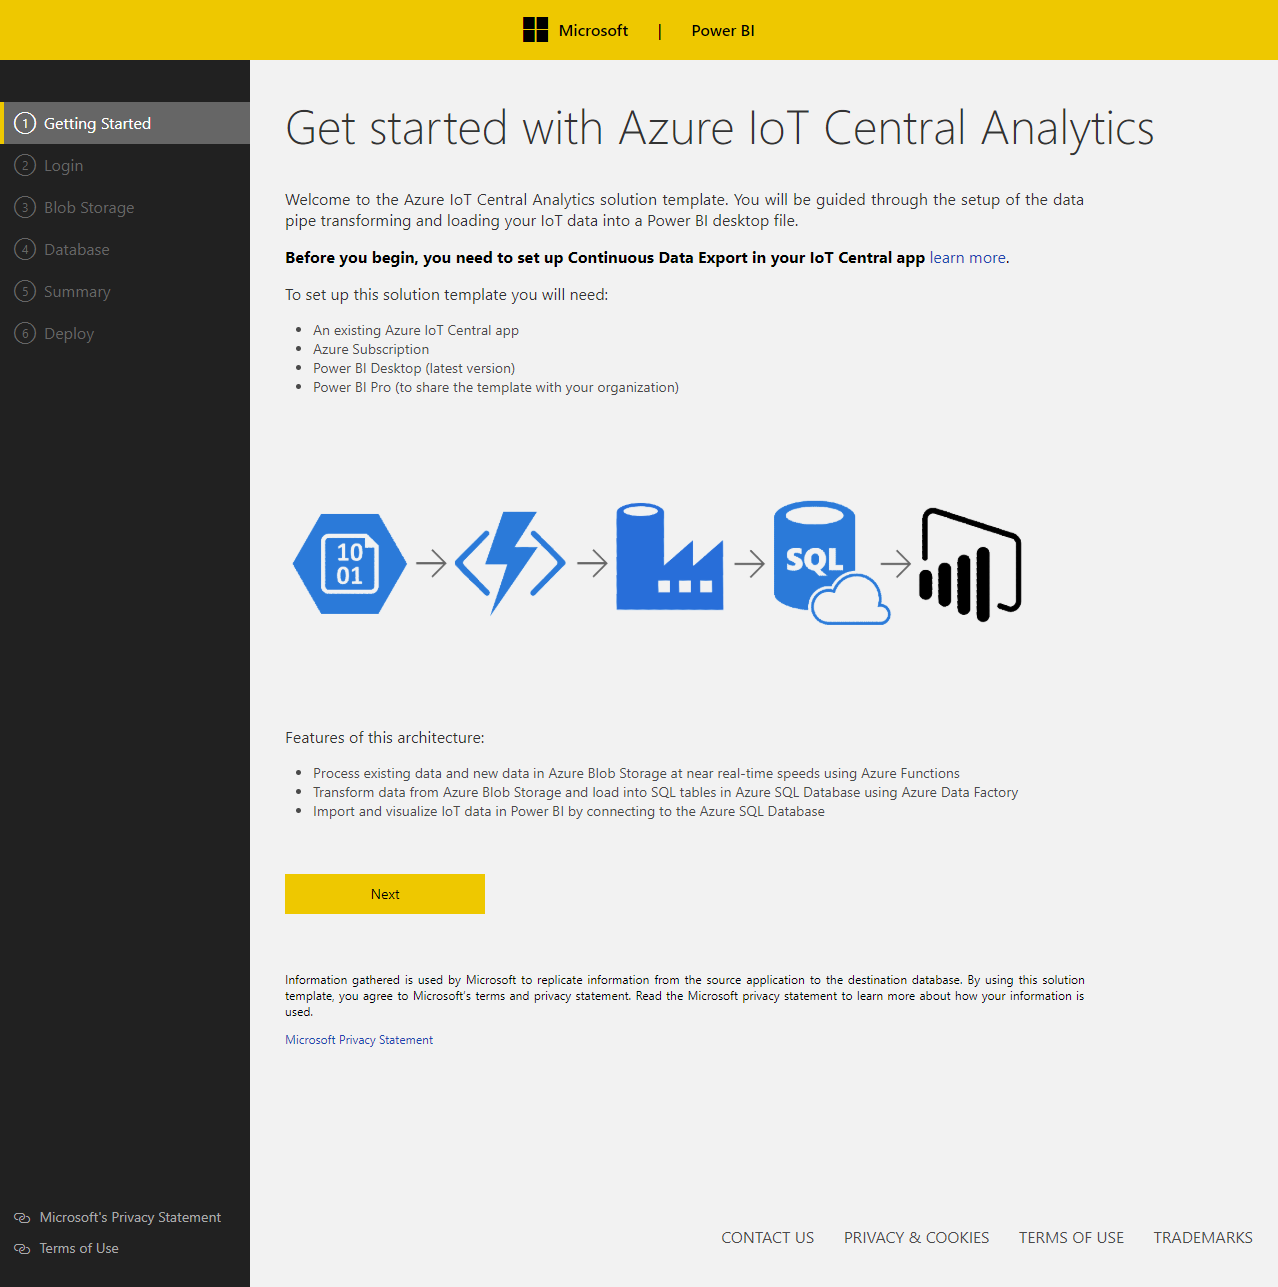 Microsoft | Power BI
1 Getting Started
2 Login
3 Blob Storage
4 Database
5 Summary
6 Deploy
Get started with Azure IoT Central Analytics
Welcome to the Azure IoT Central Analytics solution template. You will be guided through the setup of the data
pipe transforming and loading your IoT data into a Power BI desktop file.
Before you begin, you need to set up Continuous Data Export in your IoT Central app learn more.
To set up this solution template you will need:
• An existing Azure IoT Central app
• Azure Subscription
• Power BI Desktop (latest version)
• Power BI Pro (to share the template with your organization)
10
01
SQL
Features of this architecture:
• Process existing data and new data in Azure Blob Storage at near real-time speeds using Azure Functions
• Transform data from Azure Blob Storage and load into SQL tables in Azure SQL Database using Azure Data Factory
• Import and visualize IoT data in Power BI by connecting to the Azure SQL Database
Next
Information gathered is used by Microsoft to replicate information from the source application to the destination database. By using this solution
template, you agree to Microsoft's terms and privacy statement. Read the Microsoft privacy statement to learn more about how your information is
used.
Microsoft Privacy Statement
Microsoft's Privacy Statement
Terms of Use
CONTACT US PRIVACY & COOKIES TERMS OF USE TRADEMARKS